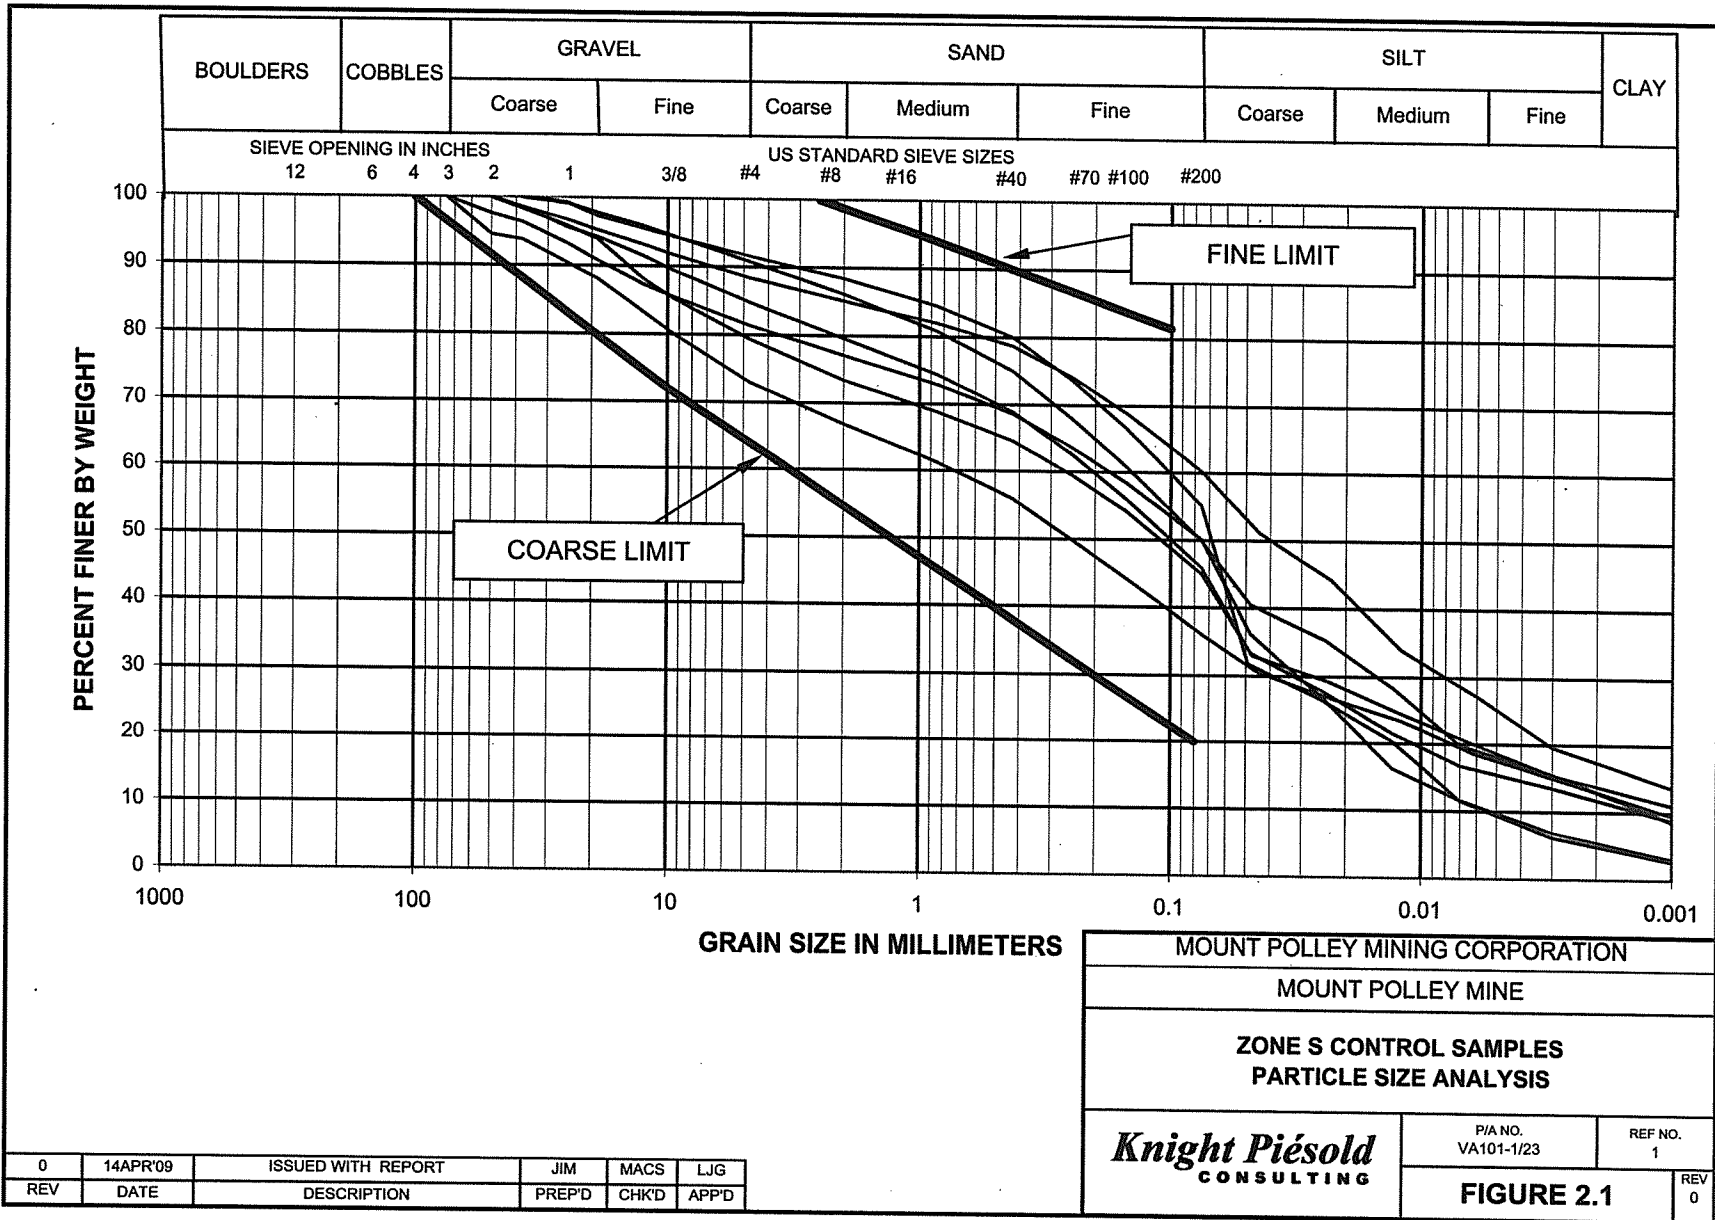 BOULDERS COBBLES GRAVEL SAND SILT CLAY
Coarse Fine Coarse Medium Fine Coarse Medium Fine
SIEVE OPENING IN INCHES US STANDARD SIEVE SIZES
12 6 4 3 2 1 3/8 #4 #8 #16 #40 #70 #100 #200
100
90
80
70
60
50
40
30
20
10
0
PERCENT FINER BY WEIGHT
FINE LIMIT
COARSE LIMIT
1000 100 10 1 0.1 0.01 0.001
GRAIN SIZE IN MILLIMETERS
MOUNT POLLEY MINING CORPORATION
MOUNT POLLEY MINE
ZONE S CONTROL SAMPLES
PARTICLE SIZE ANALYSIS
Knight Piésold
CONSULTING
P/A NO.
VA101-1/23
REF NO.
1
FIGURE 2.1
REV
0
0 14APR'09 ISSUED WITH REPORT JIM MACS LJG
REV DATE DESCRIPTION PREP'D CHK'D APP'D